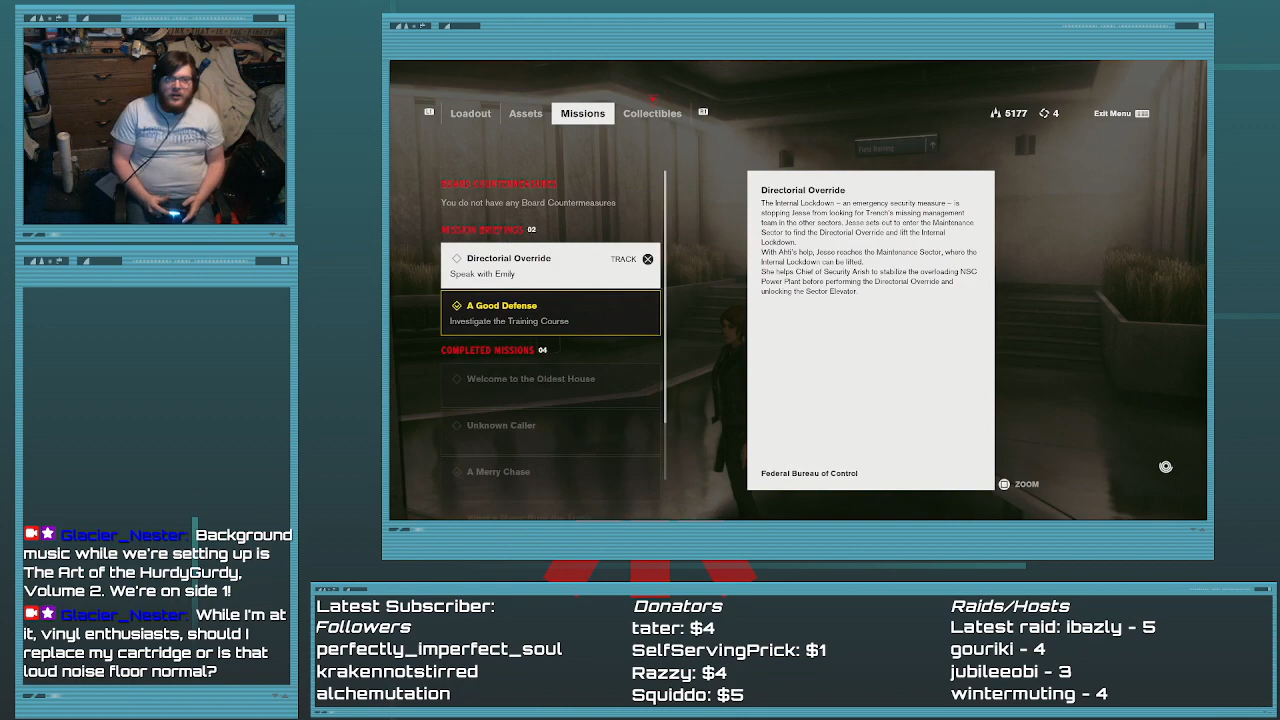 Loadout
Assets
Missions
Collectibles
5177
4
Exit Menu
Field Training
BOARD COUNTERMEASURES
You do not have any Board Countermeasures
MISSION BRIEFINGS 02
Directorial Override
TRACK
Speak with Emily
A Good Defense
Investigate the Training Course
COMPLETED MISSIONS 04
Welcome to the Oldest House
Unknown Caller
A Merry Chase
Directorial Override
The Internal Lockdown – an emergency security measure – is
stopping Jesse from looking for Trench's missing management
team in the other sectors. Jesse sets out to enter the Maintenance
Sector to find the Directorial Override and lift the Internal
Lockdown.
With Ahti's help, Jesse reaches the Maintenance Sector, where the
Internal Lockdown can be lifted.
She helps Chief of Security Arish to stabilize the overloading NSC
Power Plant before performing the Directorial Override and
unlocking the Sector Elevator.
Federal Bureau of Control
ZOOM
Glacier_Nester: Background
music while we're setting up is
The Art of the HurdyGurdy,
Volume 2. We're on side 1!
Glacier_Nester: While I'm at
it, vinyl enthusiasts, should I
replace my cartridge or is that
loud noise floor normal?
Latest Subscriber:
Followers
perfectly_imperfect_soul
krakennotstirred
alchemutation
Donators
tater: $4
SelfServingPrick: $1
Razzy: $4
Squiddo: $5
Raids/Hosts
Latest raid: ibazly - 5
gouriki - 4
jubileenbi - 3
wintermuting - 4